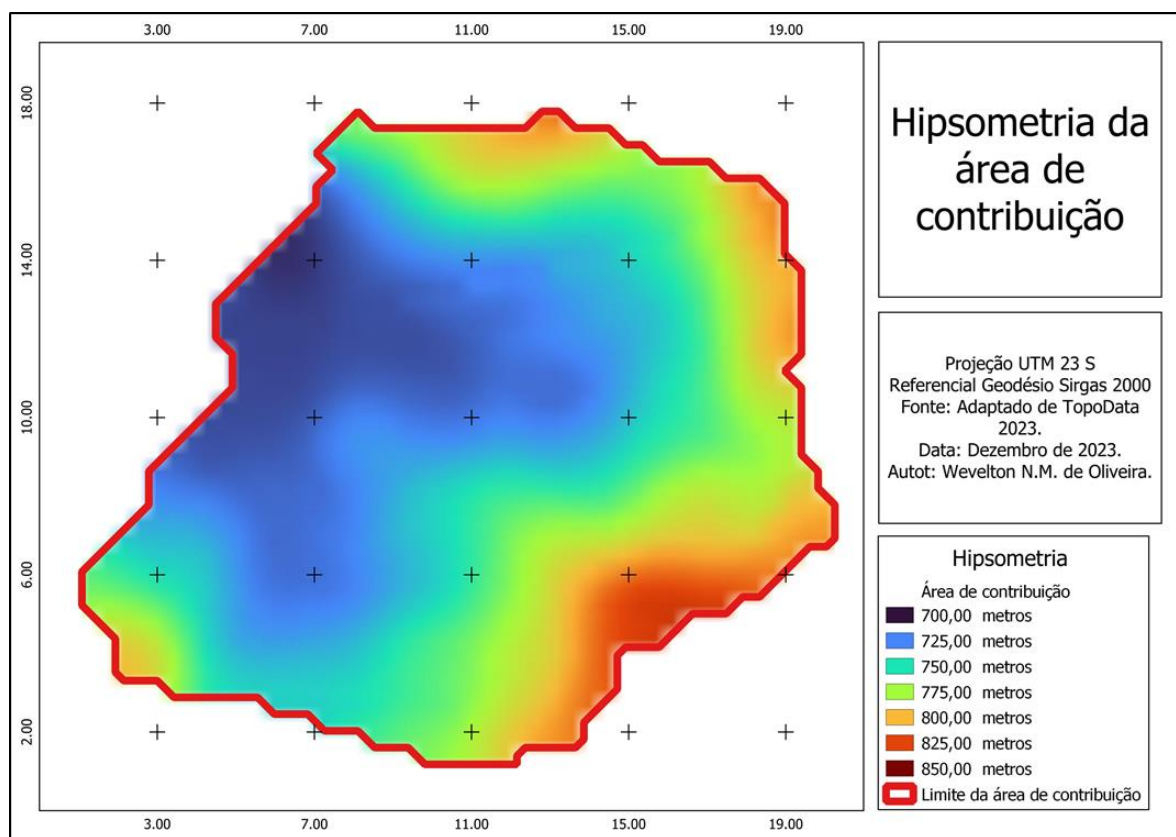 3.00 7.00 11.00 15.00 19.00
18.00
14.00
10.00
6.00
2.00
3.00 7.00 11.00 15.00 19.00
Hipsometria da
área de
contribuição
Projeção UTM 23 S
Referencial Geodésio Sirgas 2000
Fonte: Adaptado de TopoData
2023.
Data: Dezembro de 2023.
Autot: Wevelton N.M. de Oliveira.
Hipsometria
Área de contribuição
700,00 metros
725,00 metros
750,00 metros
775,00 metros
800,00 metros
825,00 metros
850,00 metros
Limite da área de contribuição